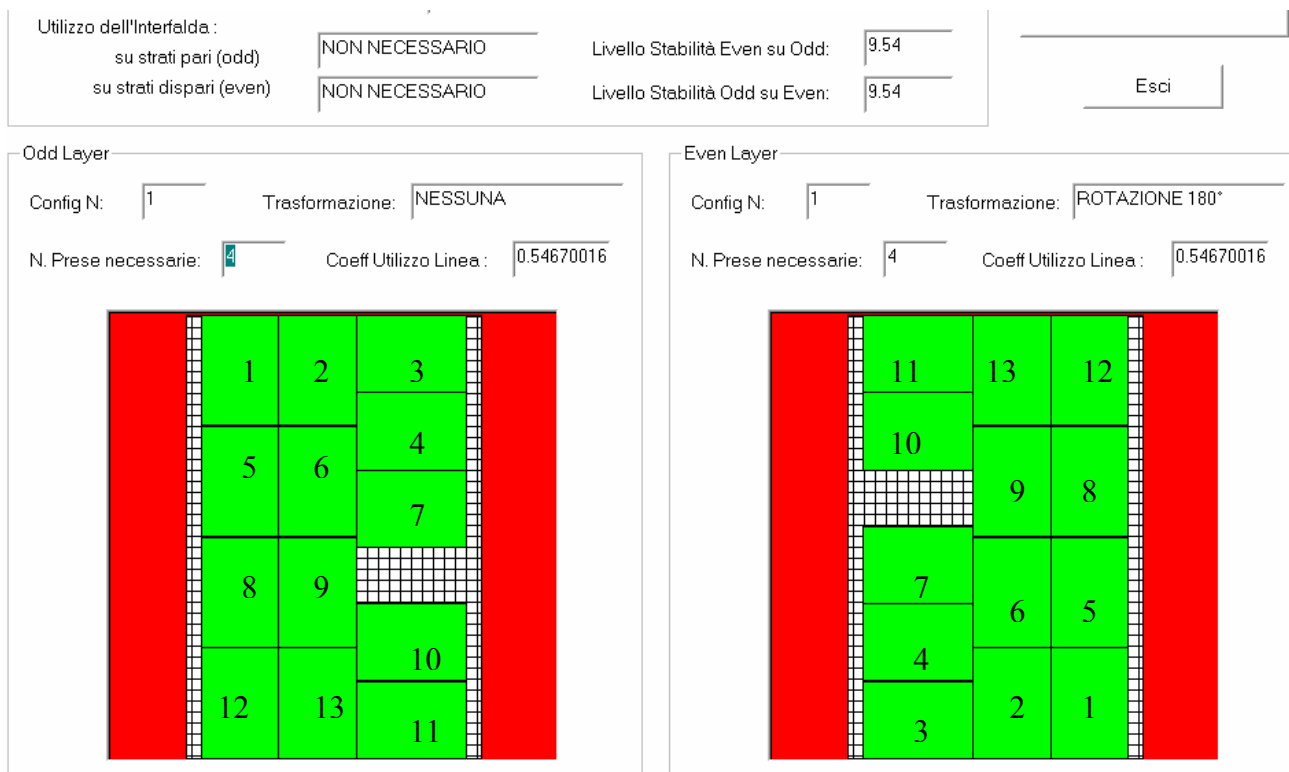 Utilizzo dell'Interfalda :
su strati pari (odd) NON NECESSARIO Livello Stabilità Even su Odd: 9.54
su strati dispari (even) NON NECESSARIO Livello Stabilità Odd su Even: 9.54
Esci
Odd Layer
Config N: 1 Trasformazione: NESSUNA
N. Prese necessarie: 4 Coeff Utilizzo Linea : 0.54670016
1 2 3
4
5 6
7
8 9
10
12 13 11
Even Layer
Config N: 1 Trasformazione: ROTAZIONE 180°
N. Prese necessarie: 4 Coeff Utilizzo Linea : 0.54670016
11 13 12
10
9 8
7
6 5
4
3 2 1